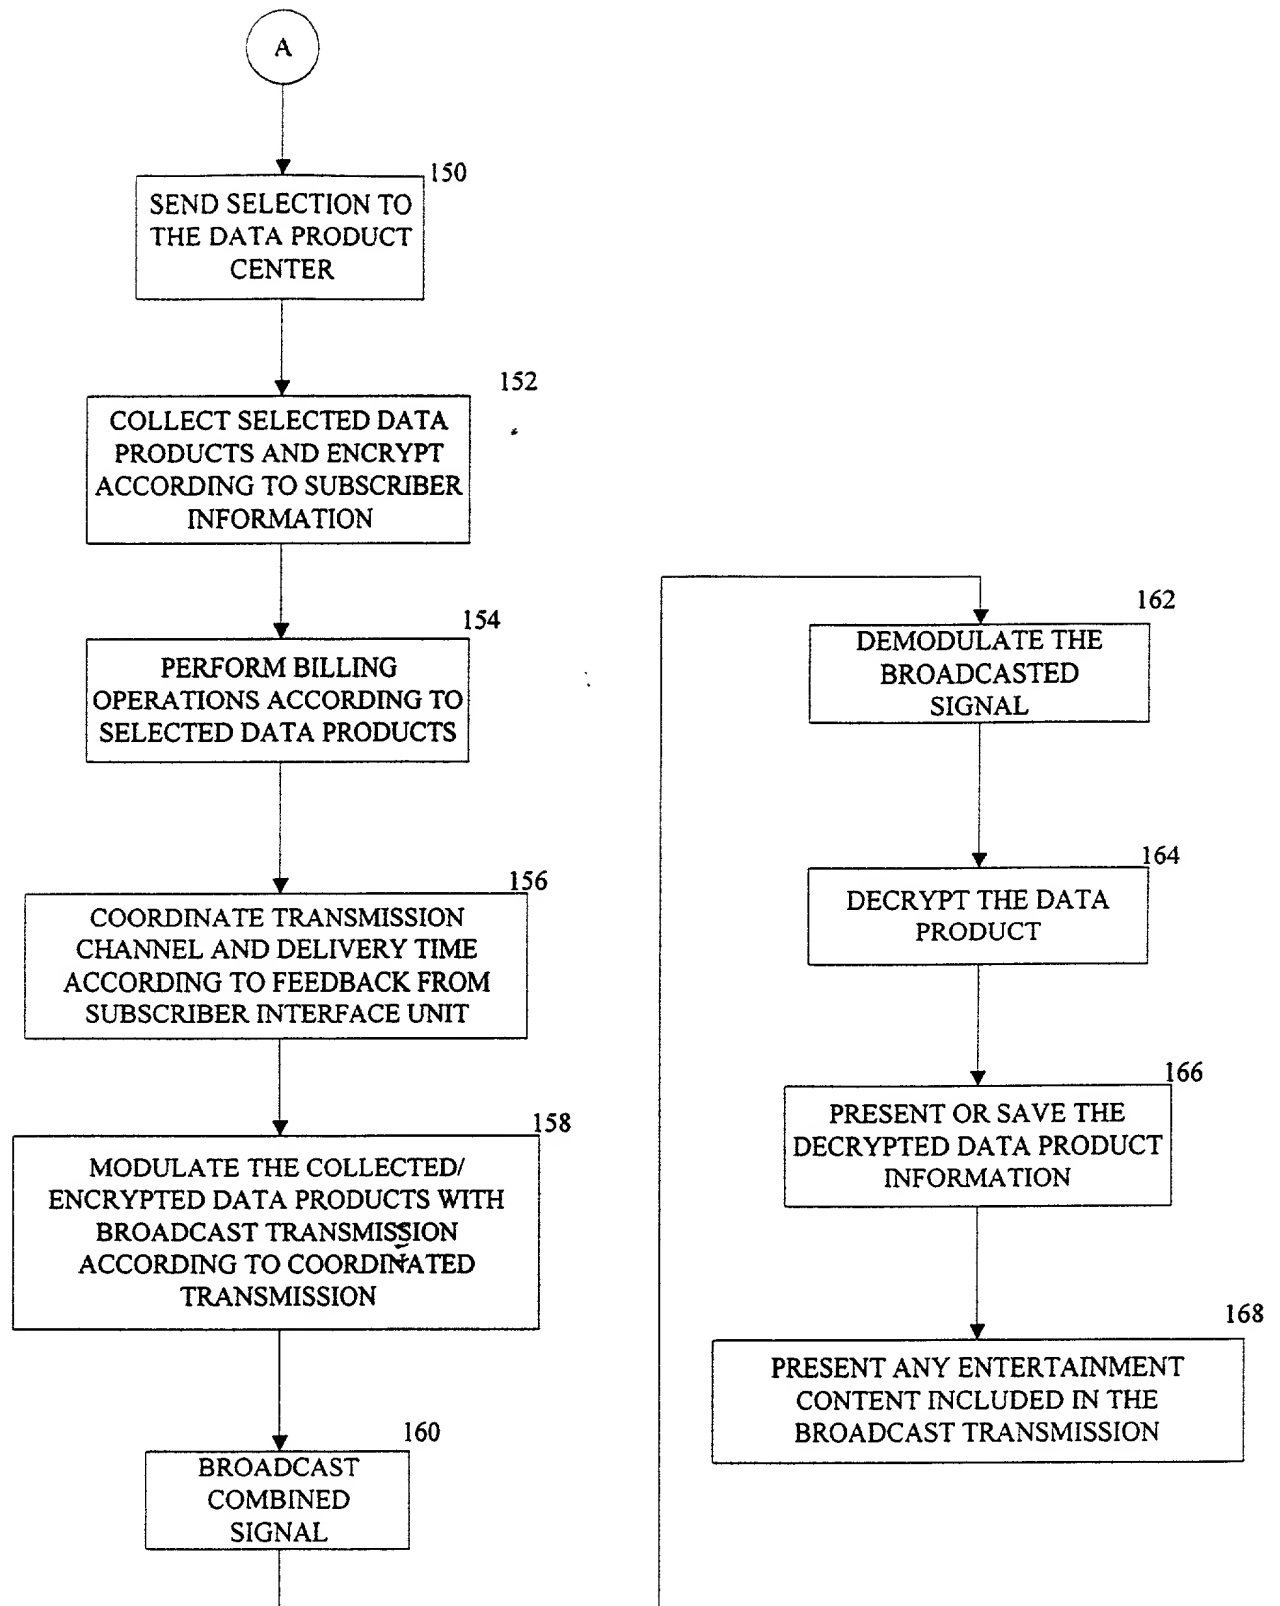 A
150
SEND SELECTION TO
THE DATA PRODUCT
CENTER
152
COLLECT SELECTED DATA
PRODUCTS AND ENCRYPT
ACCORDING TO SUBSCRIBER
INFORMATION
154
PERFORM BILLING
OPERATIONS ACCORDING TO
SELECTED DATA PRODUCTS
156
COORDINATE TRANSMISSION
CHANNEL AND DELIVERY TIME
ACCORDING TO FEEDBACK FROM
SUBSCRIBER INTERFACE UNIT
158
MODULATE THE COLLECTED/
ENCRYPTED DATA PRODUCTS WITH
BROADCAST TRANSMISSION
ACCORDING TO COORDINATED
TRANSMISSION
160
BROADCAST
COMBINED
SIGNAL
162
DEMODULATE THE
BROADCASTED
SIGNAL
164
DECRYPT THE DATA
PRODUCT
166
PRESENT OR SAVE THE
DECRYPTED DATA PRODUCT
INFORMATION
168
PRESENT ANY ENTERTAINMENT
CONTENT INCLUDED IN THE
BROADCAST TRANSMISSION